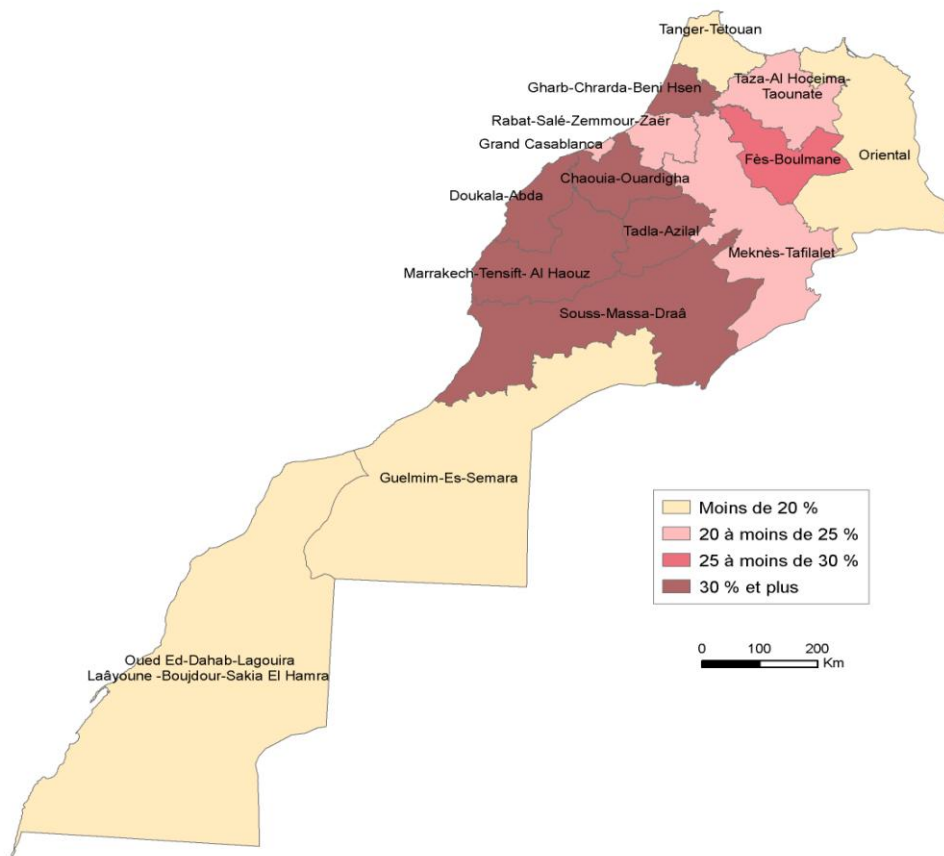 Tanger-Tétouan
Taza-Al Hoceima-
Taounate
Gharb-Chrarda-Beni Hsen
Rabat-Salé-Zemmour-Zaër
Grand Casablanca
Fès-Boulmane
Oriental
Chaouia-Ouardigha
Doukala-Abda
Tadla-Azilal
Meknès-Tafilalet
Marrakech-Tensift- Al Haouz
Souss-Massa-Draâ
Guelmim-Es-Semara
Moins de 20 %
20 à moins de 25 %
25 à moins de 30 %
30 % et plus
0 100 200
Km
Oued Ed-Dahab-Lagouira
Laâyoune -Boujdour-Sakia El Hamra